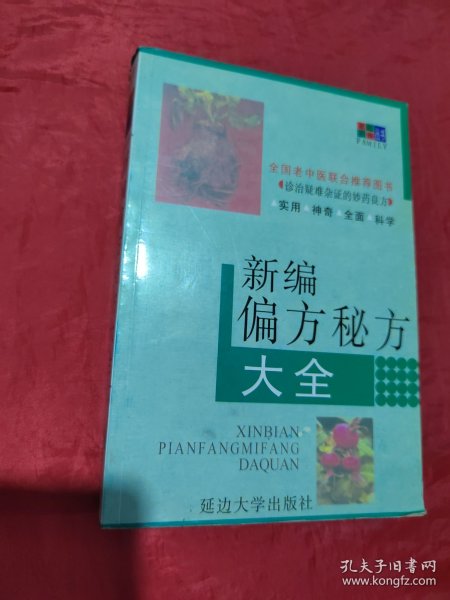 FAMILY
全国老中医联合推荐图书
诊治疑难杂证的妙药良方
实用 神奇 全面 科学
新编
偏方秘方
大全
XINBIAN
PIANFANGMIFANG
DAQUAN
延边大学出版社
孔夫子旧书网
www.kongfz.com